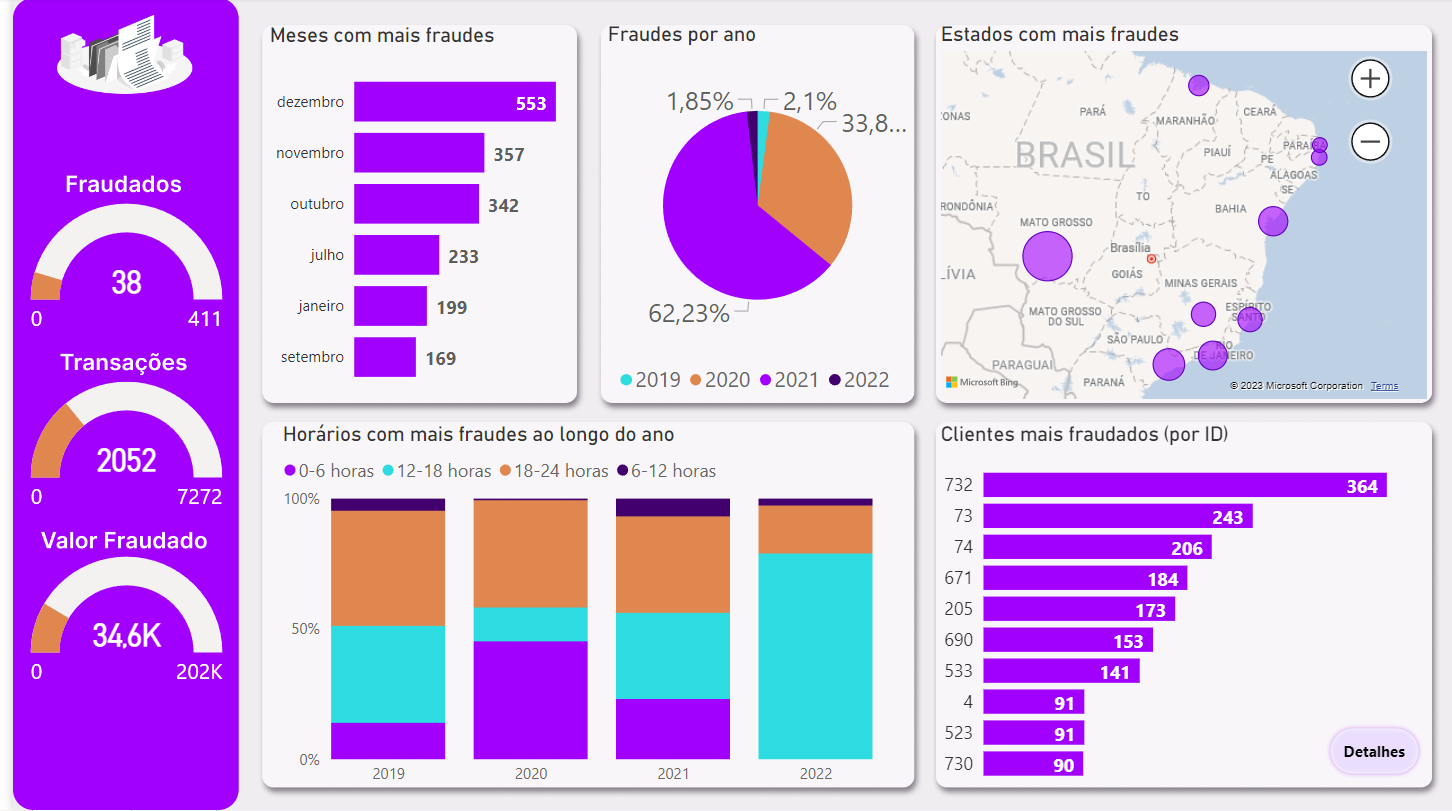 Fraudados
38
0
411
Transações
2052
0
7272
Valor Fraudado
34,6K
0
202K
Meses com mais fraudes
dezembro 553
novembro 357
outubro 342
julho 233
janeiro 199
setembro 169
Fraudes por ano
1,85%
2,1%
33,8...
62,23%
2019 2020 2021 2022
Estados com mais fraudes
ONAS
PARÁ
MARANHÃO
CEARÁ
BRASIL
PIAUÍ
PARAÍBA
PE
ALAGOAS
SE
TO
RONDÔNIA
MATO GROSSO
BAHIA
Brasília
LÍVIA
GOIÁS
MINAS GERAIS
MATO GROSSO
DO SUL
ESPÍRITO
SANTO
SÃO PAULO
RIO
DE JANEIRO
PARAGUAI
PARANÁ
Microsoft Bing
© 2023 Microsoft Corporation Terms
Horários com mais fraudes ao longo do ano
0-6 horas 12-18 horas 18-24 horas 6-12 horas
100%
50%
0%
2019 2020 2021 2022
Clientes mais fraudados (por ID)
732 364
73 243
74 206
671 184
205 173
690 153
533 141
4 91
523 91
730 90
Detalhes